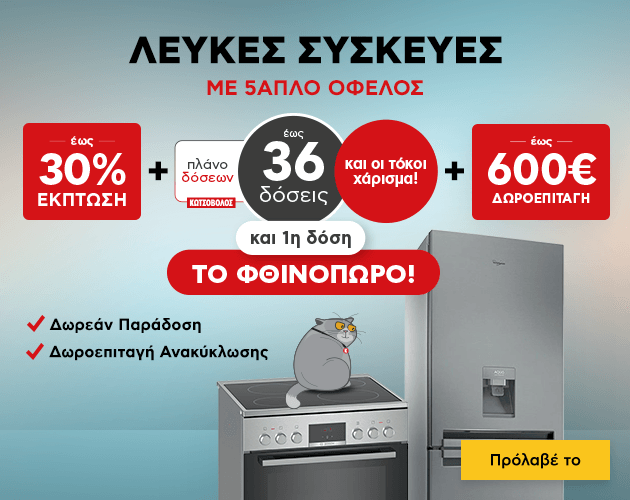 ΛΕΥΚΕΣ ΣΥΣΚΕΥΕΣ
ΜΕ 5ΑΠΛΟ ΟΦΕΛΟΣ
έως
30%
ΕΚΠΤΩΣΗ
+
πλάνο
δόσεων
ΚΩΤΣΟΒΟΛΟΣ
έως
36
δόσεις
και οι τόκοι
χάρισμα!
+
έως
600€
ΔΩΡΟΕΠΙΤΑΓΗ
και 1η δόση
ΤΟ ΦΘΙΝΟΠΩΡΟ!
Δωρεάν Παράδοση
Δωροεπιταγή Ανακύκλωσης
Πρόλαβέ το